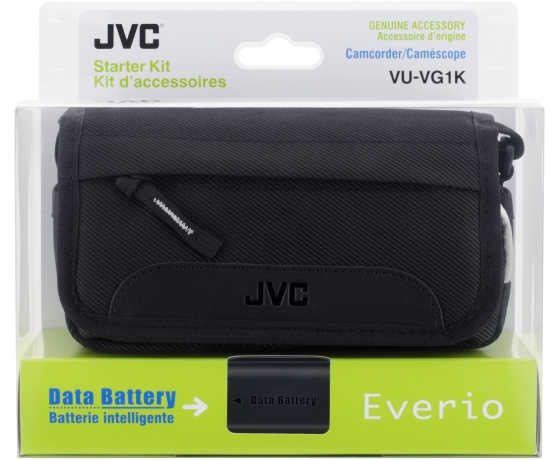 JVC
Starter Kit
Kit d'accessoires
GENUINE ACCESSORY
Accessoire d'origine
Camcorder/Caméscope
VU-VG1K
JVC
Data Battery
Batterie intelligente
Data Battery
Everio